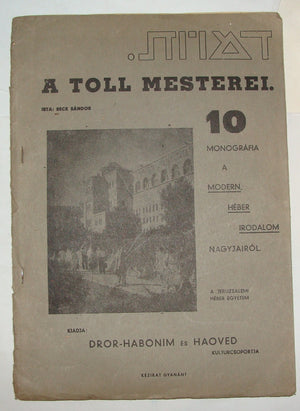 דמויות.
A TOLL MESTEREI.
IRTA: BECK SÁNDOR
10
MONOGRÁFIA
A
MODERN,
HÉBER
IRODALOM
NAGYJAIRÓL.
A JERUZSÁLEMI
HÉBER EGYETEM
KIADJA:
DROR-HABONIM ÉS HAOVED
KULTURCSOPORTJA
KÉZIRAT GYANÁNT